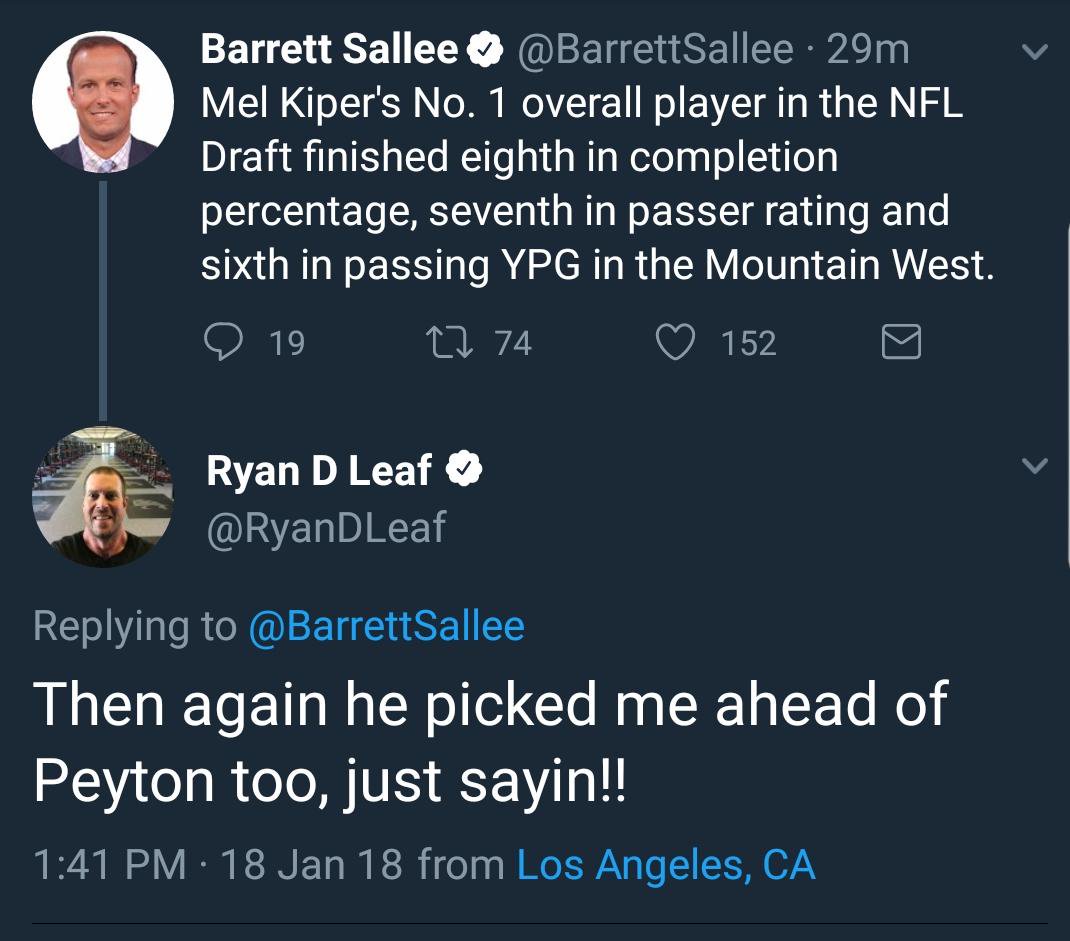 Barrett Sallee @BarrettSallee · 29m
Mel Kiper's No. 1 overall player in the NFL
Draft finished eighth in completion
percentage, seventh in passer rating and
sixth in passing YPG in the Mountain West.
19 74 152
Ryan D Leaf
@RyanDLeaf
Replying to @BarrettSallee
Then again he picked me ahead of
Peyton too, just sayin!!
1:41 PM · 18 Jan 18 from Los Angeles, CA